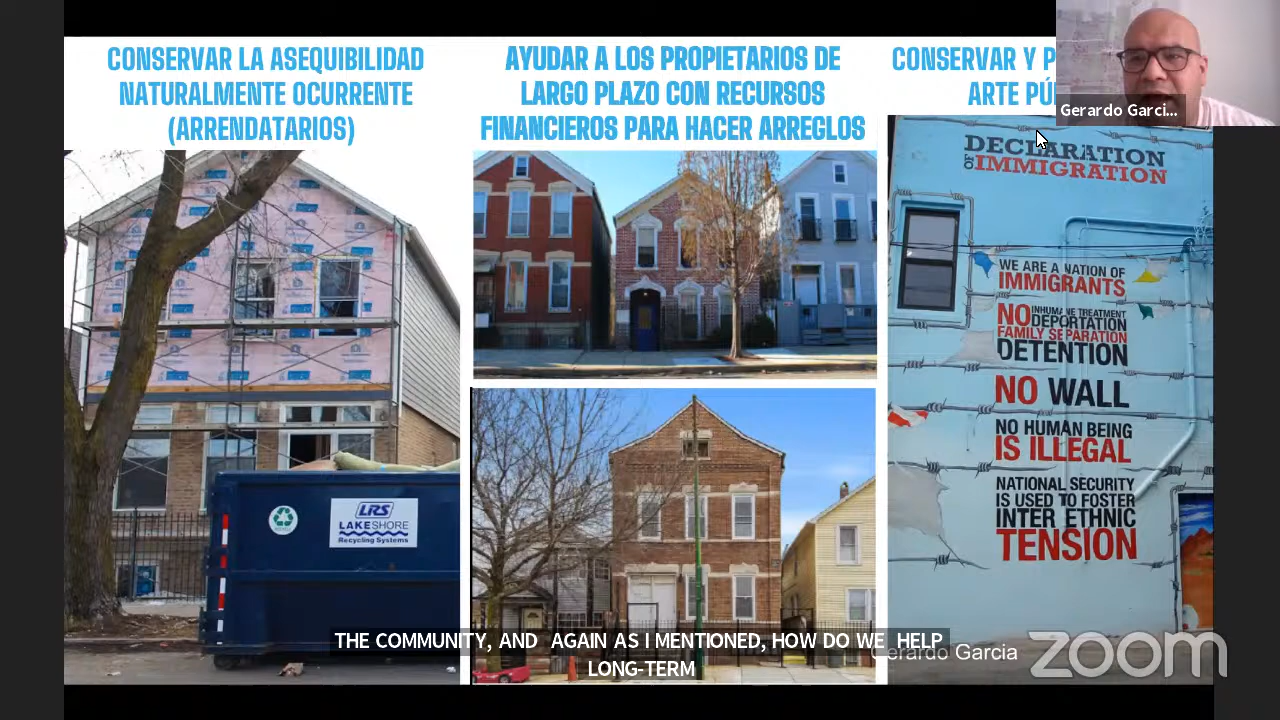 CONSERVAR LA ASEQUIBILIDAD
NATURALMENTE OCURRENTE
(ARRENDATARIOS)
AYUDAR A LOS PROPIETARIOS DE
LARGO PLAZO CON RECURSOS
FINANCIEROS PARA HACER ARREGLOS
CONSERVAR Y P
ARTE PÚ
Gerardo Garci...
DECLARATION
OF IMMIGRATION
WE ARE A NATION OF
IMMIGRANTS
NO INHUMANE TREATMENT
DEPORTATION
FAMILY SEPARATION
DETENTION
NO WALL
NO HUMAN BEING
IS ILLEGAL
NATIONAL SECURITY
IS USED TO FOSTER
INTER ETHNIC
TENSION
LRS
LAKESHORE
Recycling Systems
THE COMMUNITY, AND AGAIN AS I MENTIONED, HOW DO WE HELP
LONG-TERM
erardo Garcia
zoom